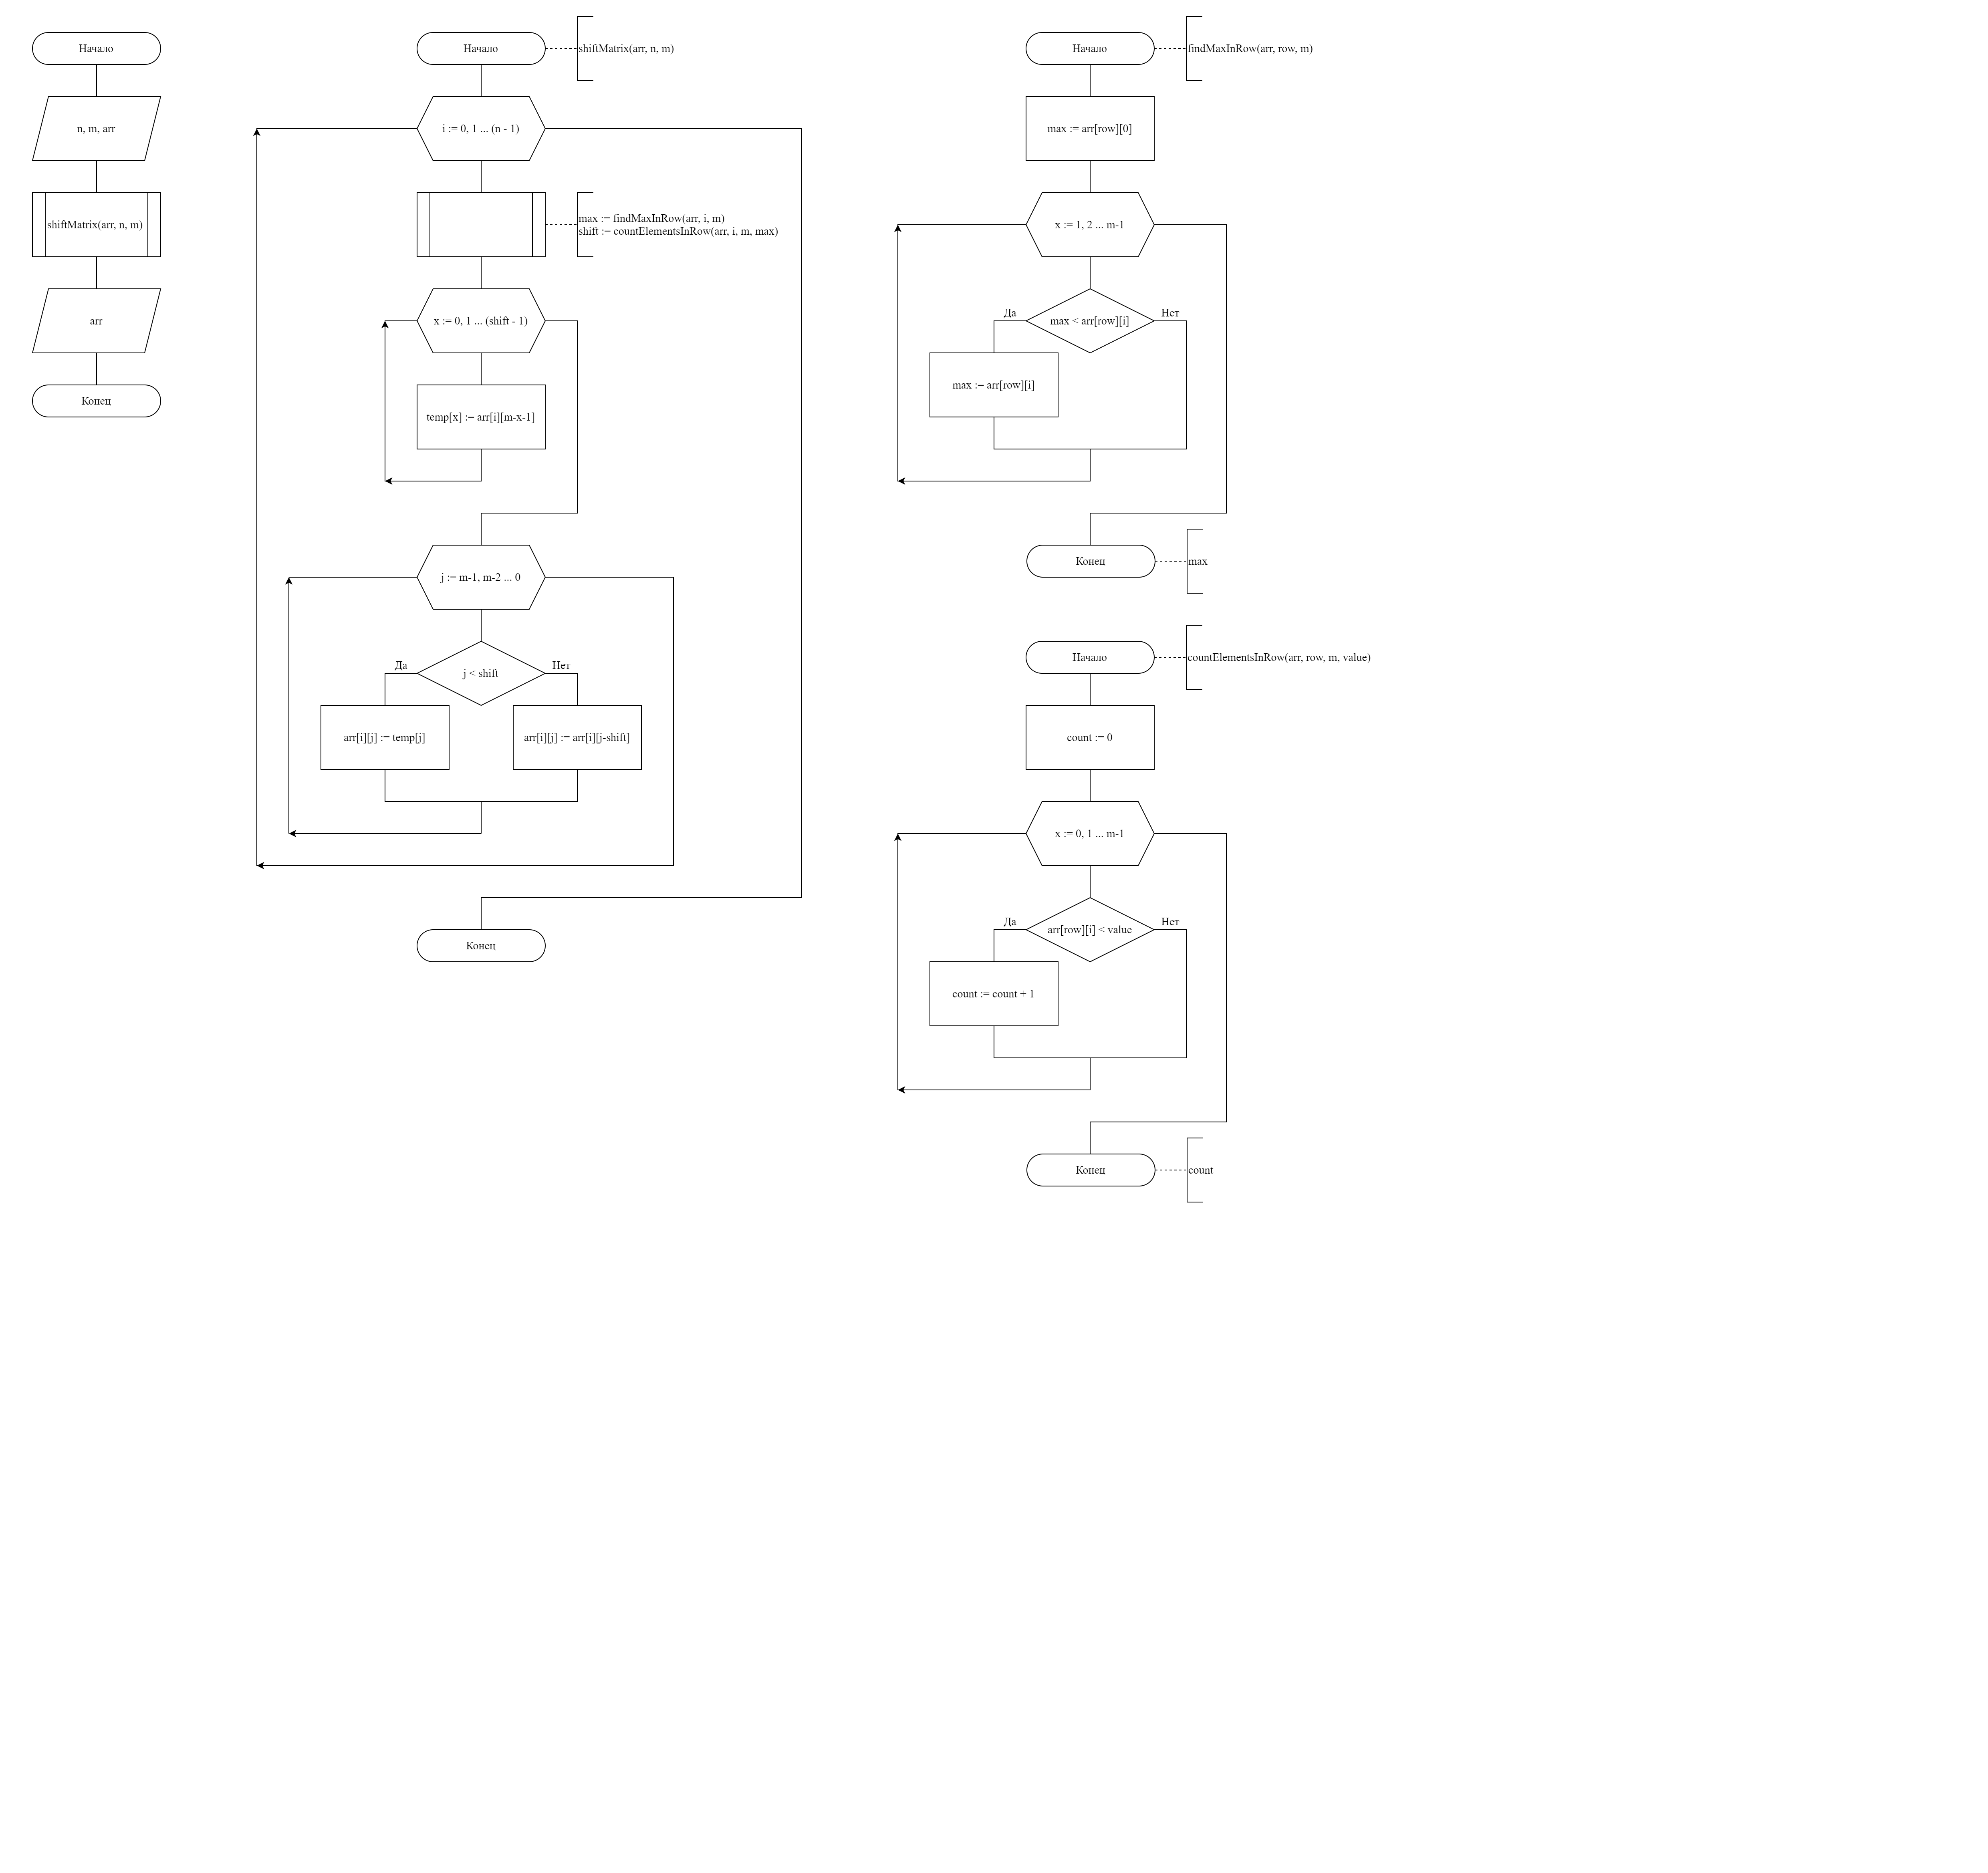 Начало
n, m, arr
shiftMatrix(arr, n, m)
arr
Конец
Начало
shiftMatrix(arr, n, m)
i := 0, 1 ... (n - 1)
max := findMaxInRow(arr, i, m)
shift := countElementsInRow(arr, i, m, max)
x := 0, 1 ... (shift - 1)
temp[x] := arr[i][m-x-1]
j := m-1, m-2 ... 0
j < shift
Да
Нет
arr[i][j] := temp[j]
arr[i][j] := arr[i][j-shift]
Конец
Начало
findMaxInRow(arr, row, m)
max := arr[row][0]
x := 1, 2 ... m-1
Да
max < arr[row][i]
Нет
max := arr[row][i]
Конец
max
Начало
countElementsInRow(arr, row, m, value)
count := 0
x := 0, 1 ... m-1
Да
arr[row][i] < value
Нет
count := count + 1
Конец
count